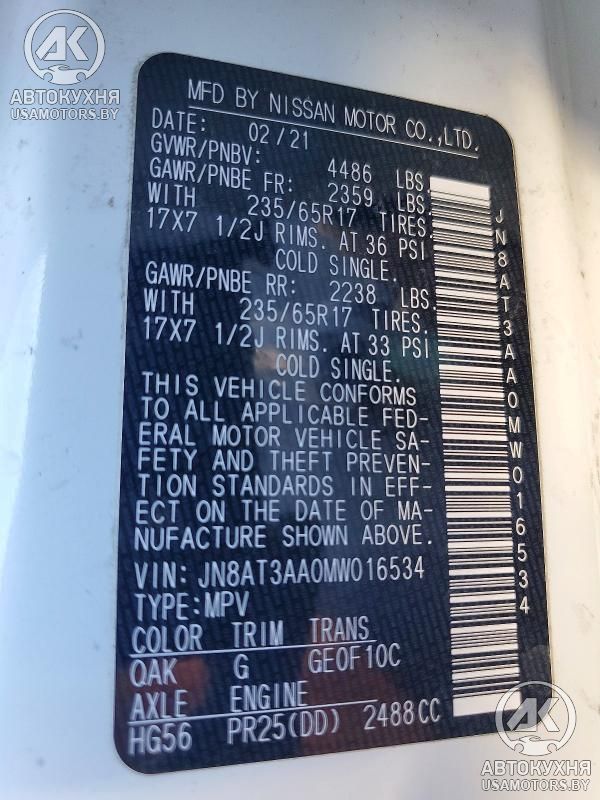 АК
АВТОКУХНЯ
USAMOTORS.BY
MFD BY NISSAN MOTOR CO.,LTD.
DATE: 02/21
GVWR/PNBV: 4486 LBS.
GAWR/PNBE FR: 2359 LBS.
WITH 235/65R17 TIRES.
17X7 1/2J RIMS. AT 36 PSI
COLD SINGLE.
GAWR/PNBE RR: 2238 LBS.
WITH 235/65R17 TIRES.
17X7 1/2J RIMS. AT 33 PSI
COLD SINGLE.
THIS VEHICLE CONFORMS
TO ALL APPLICABLE FED-
ERAL MOTOR VEHICLE SA-
FETY AND THEFT PREVEN-
TION STANDARDS IN EFF-
ECT ON THE DATE OF MA-
NUFACTURE SHOWN ABOVE.
VIN: JN8AT3AA0MW016534
TYPE:MPV
COLOR TRIM TRANS
QAK G GE0F10C
AXLE ENGINE
HG56 PR25(DD) 2488CC
JN8AT3AA0MW016534
АК
АВТОКУХНЯ
USAMOTORS.BY